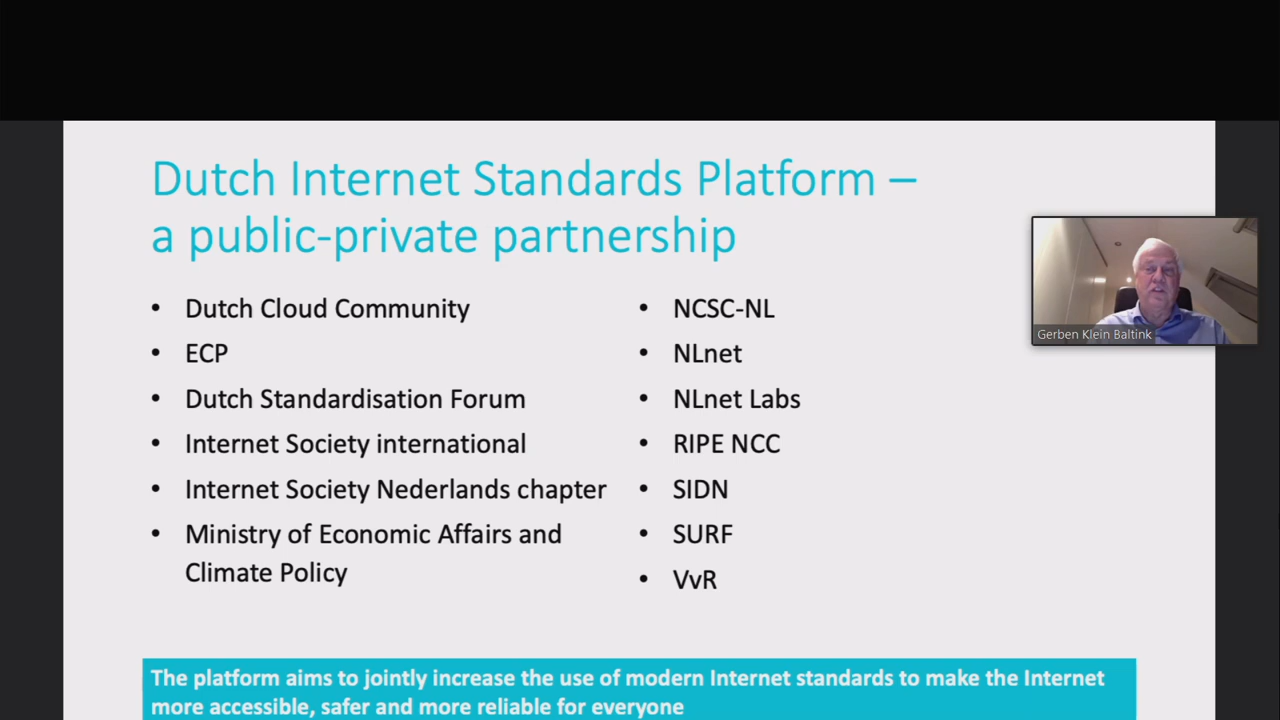 Dutch Internet Standards Platform –
a public-private partnership
• Dutch Cloud Community
• ECP
• Dutch Standardisation Forum
• Internet Society international
• Internet Society Nederlands chapter
• Ministry of Economic Affairs and
Climate Policy
• NCSC-NL
• NLnet
• NLnet Labs
• RIPE NCC
• SIDN
• SURF
• VvR
Gerben Klein Baltink
The platform aims to jointly increase the use of modern Internet standards to make the Internet
more accessible, safer and more reliable for everyone